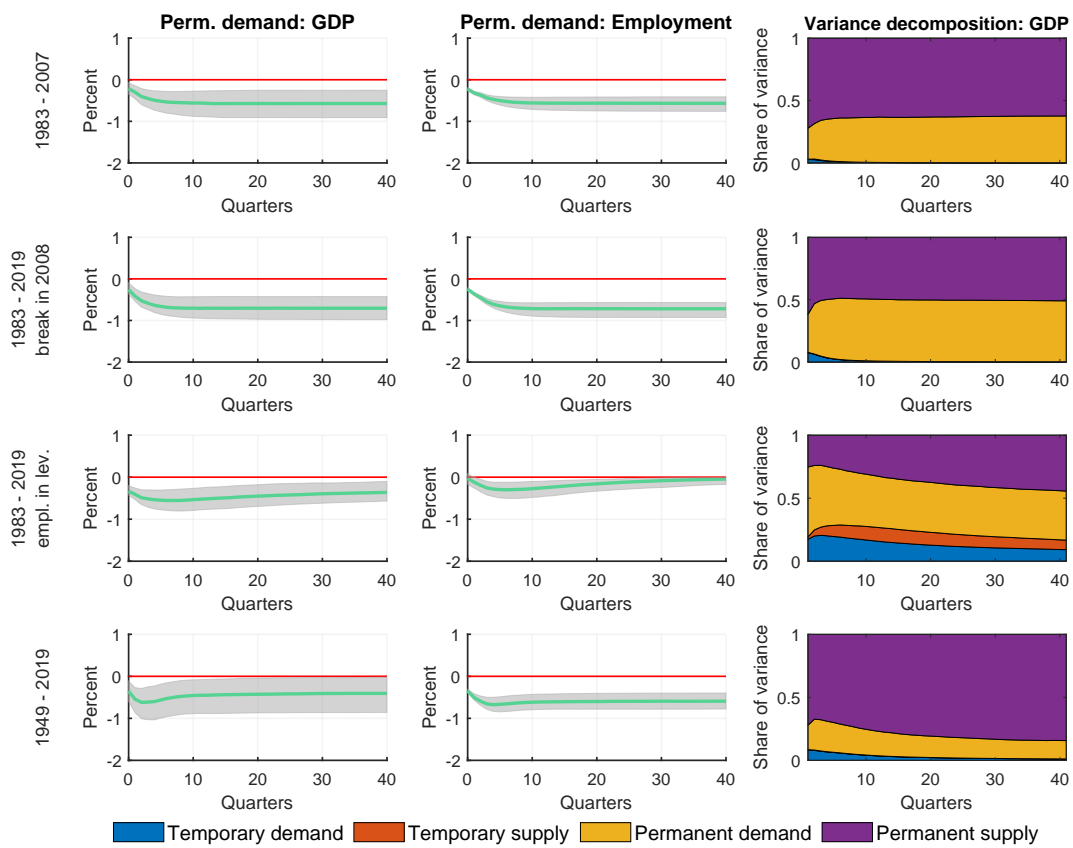 Perm. demand: GDP
Perm. demand: Employment
Variance decomposition: GDP
1983 - 2007
Percent
1
0
-1
-2
0 10 20 30 40
Quarters
Percent
1
0
-1
-2
0 10 20 30 40
Quarters
Share of variance
1
0.5
0
10 20 30 40
Quarters
1983 - 2019
break in 2008
Percent
1
0
-1
-2
0 10 20 30 40
Quarters
Percent
1
0
-1
-2
0 10 20 30 40
Quarters
Share of variance
1
0.5
0
10 20 30 40
Quarters
1983 - 2019
empl. in lev.
Percent
1
0
-1
-2
0 10 20 30 40
Quarters
Percent
1
0
-1
-2
0 10 20 30 40
Quarters
Share of variance
1
0.5
0
10 20 30 40
Quarters
1949 - 2019
Percent
1
0
-1
-2
0 10 20 30 40
Quarters
Percent
1
0
-1
-2
0 10 20 30 40
Quarters
Share of variance
1
0.5
0
10 20 30 40
Quarters
Temporary demand Temporary supply Permanent demand Permanent supply